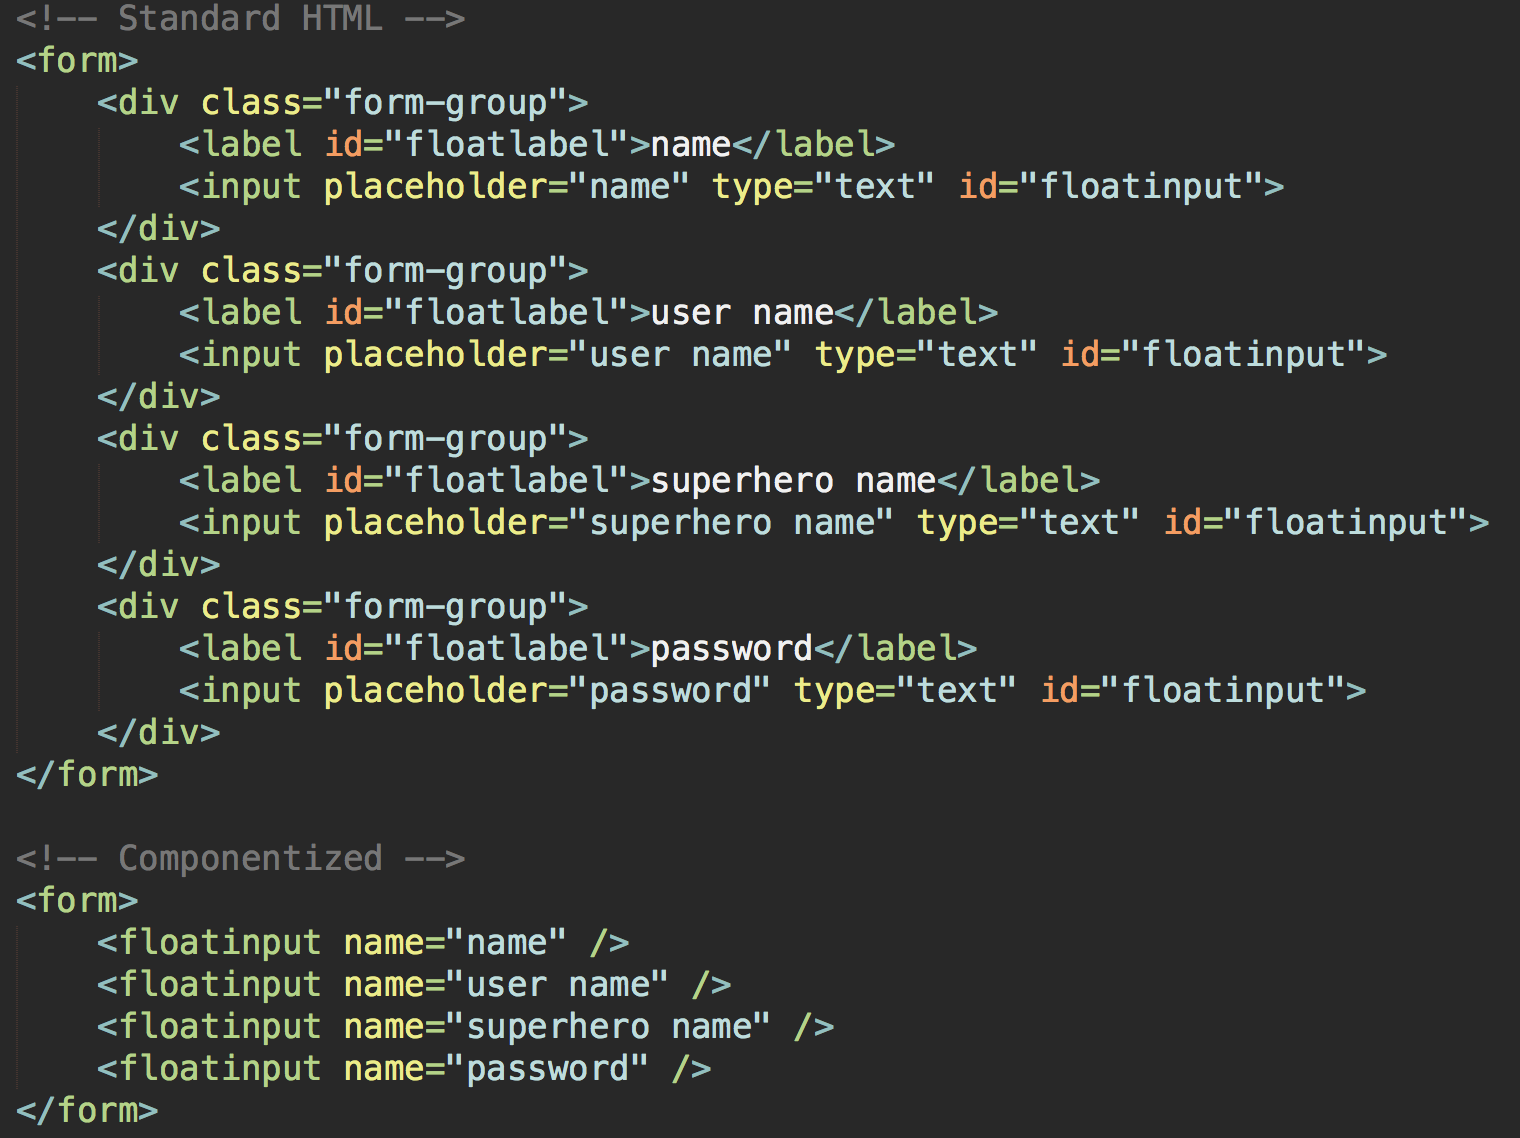 <!-- Standard HTML -->
<form>
    <div class="form-group">
        <label id="floatlabel">name</label>
        <input placeholder="name" type="text" id="floatinput">
    </div>
    <div class="form-group">
        <label id="floatlabel">user name</label>
        <input placeholder="user name" type="text" id="floatinput">
    </div>
    <div class="form-group">
        <label id="floatlabel">superhero name</label>
        <input placeholder="superhero name" type="text" id="floatinput">
    </div>
    <div class="form-group">
        <label id="floatlabel">password</label>
        <input placeholder="password" type="text" id="floatinput">
    </div>
</form>

<!-- Componentized -->
<form>
    <floatinput name="name" />
    <floatinput name="user name" />
    <floatinput name="superhero name" />
    <floatinput name="password" />
</form>